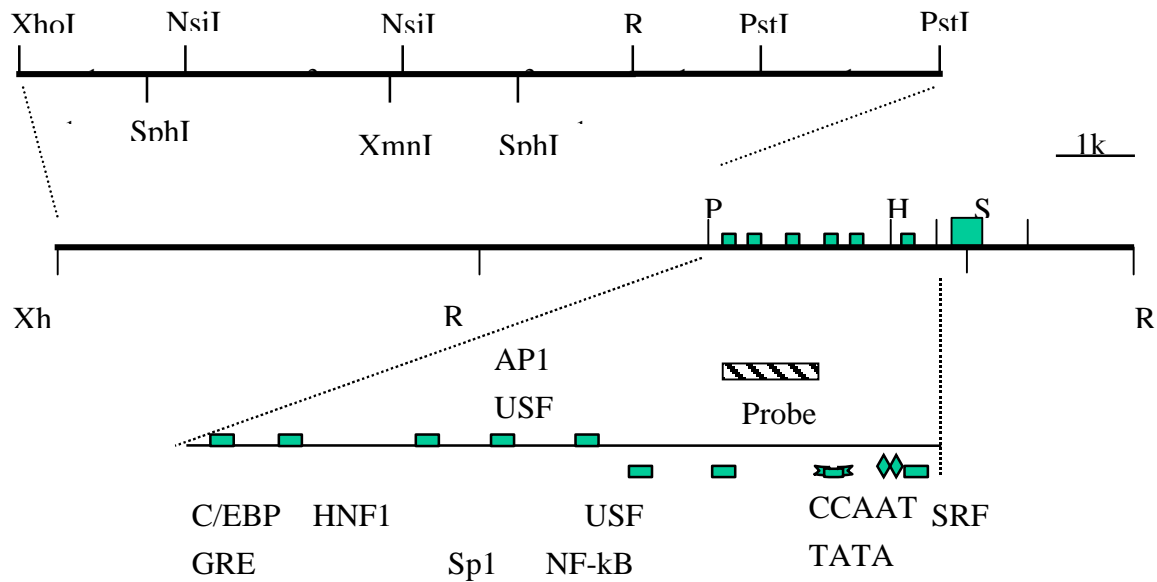 XhoI NsiI NsiI R PstI PstI
SphI XmnI SphI
1k
P H S
Xh R R
AP1
USF
Probe
C/EBP HNF1 USF CCAAT SRF
GRE Sp1 NF-kB TATA